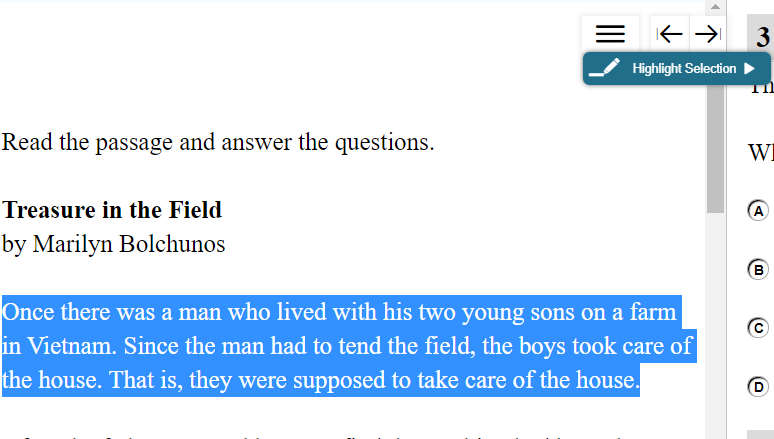 3
Highlight Selection
Read the passage and answer the questions.
Treasure in the Field
by Marilyn Bolchunos
Once there was a man who lived with his two young sons on a farm
in Vietnam. Since the man had to tend the field, the boys took care of
the house. That is, they were supposed to take care of the house.
A
B
C
D